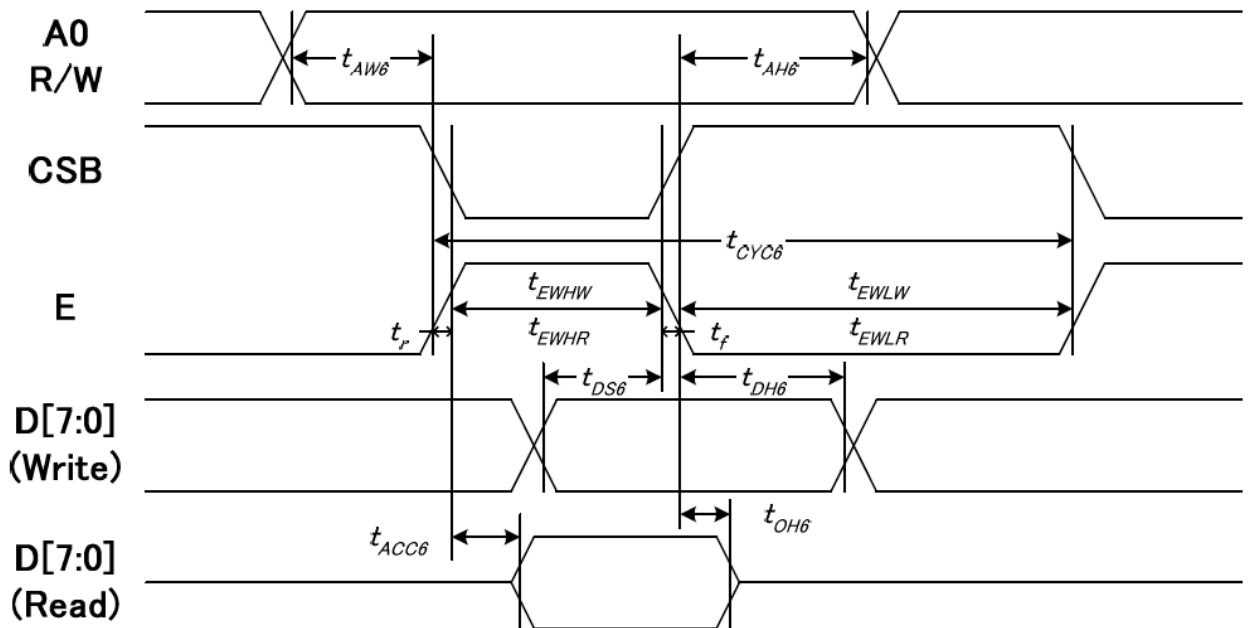 A0
R/W
t_AW6
t_AH6
CSB
t_CYC6
E
t_EWHW
t_EWLW
t_r
t_EWHR
t_f
t_EWLR
t_DS6
t_DH6
D[7:0]
(Write)
t_ACC6
t_OH6
D[7:0]
(Read)